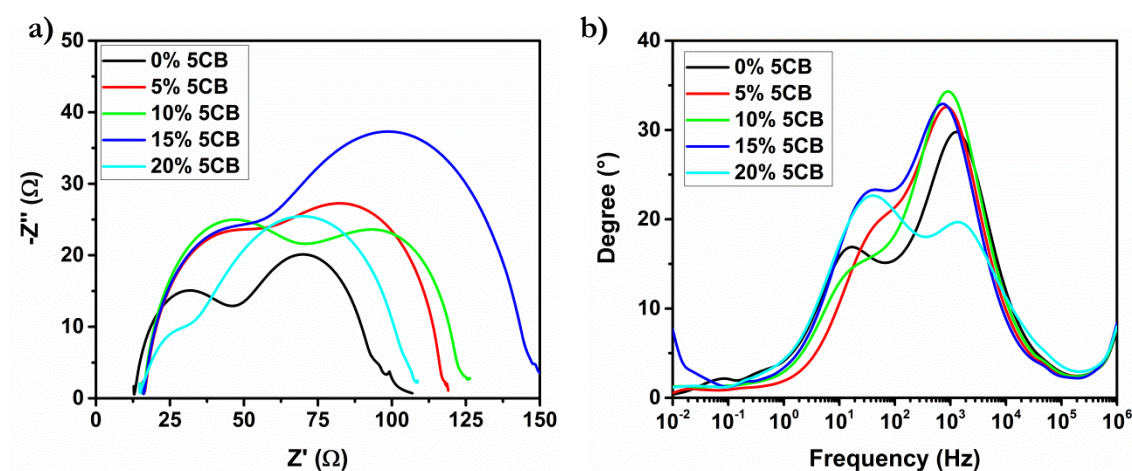 a)
50
40
30
20
10
0
-Z'' (Ω)
0% 5CB
5% 5CB
10% 5CB
15% 5CB
20% 5CB
0 25 50 75 100 125 150
Z' (Ω)
b)
40
30
20
10
0
Degree (°)
0% 5CB
5% 5CB
10% 5CB
15% 5CB
20% 5CB
10⁻² 10⁻¹ 10⁰ 10¹ 10² 10³ 10⁴ 10⁵ 10⁶
Frequency (Hz)